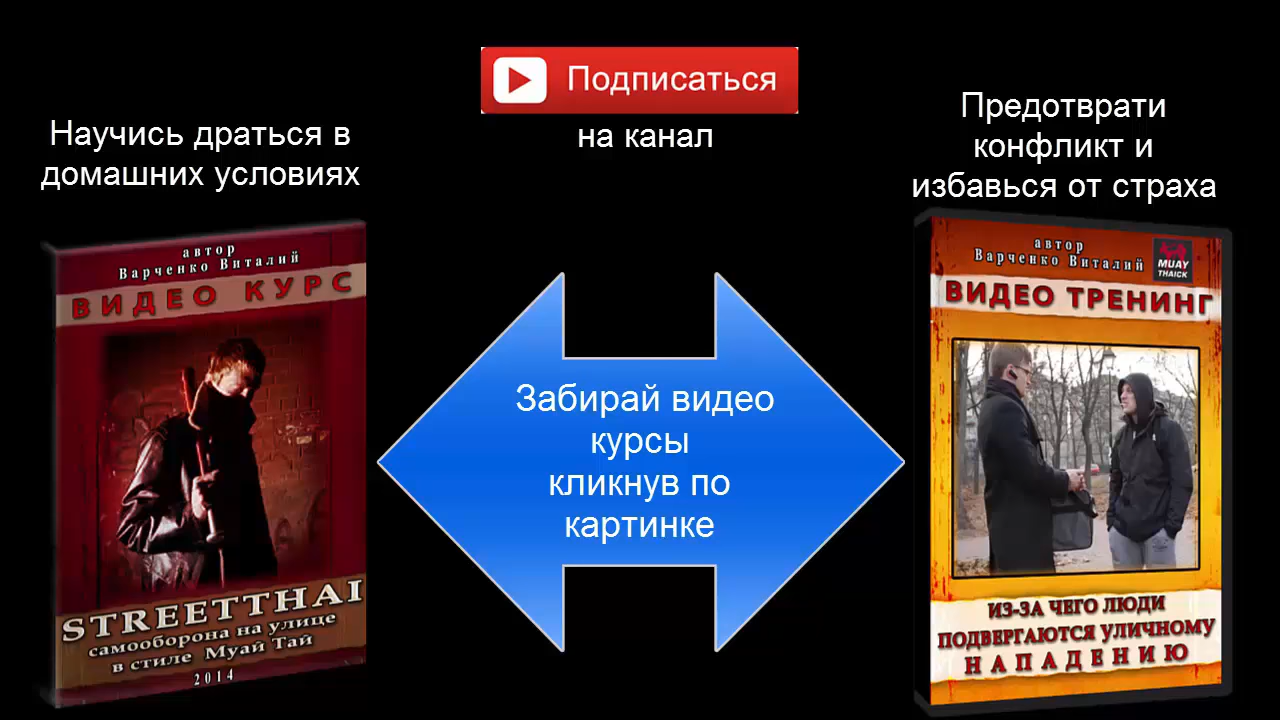 Подписаться
на канал
Научись драться в
домашних условиях
Предотврати
конфликт и
избавься от страха
автор
Варченко Виталий
ВИДЕО КУРС
STREETTHAI
самооборона на улице
в стиле Муай Тай
2014
Забирай видео
курсы
кликнув по
картинке
автор
Варченко Виталий
MUAY
THAICK
ВИДЕО ТРЕНИНГ
ИЗ-ЗА ЧЕГО ЛЮДИ
ПОДВЕРГАЮТСЯ УЛИЧНОМУ
НАПАДЕНИЮ